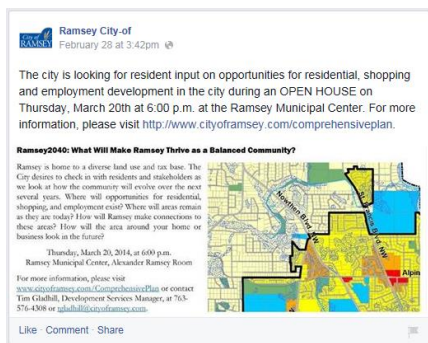 City of
RAMSEY
Ramsey City-of
February 28 at 3:42pm
The city is looking for resident input on opportunities for residential, shopping
and employment development in the city during an OPEN HOUSE on
Thursday, March 20th at 6:00 p.m. at the Ramsey Municipal Center. For more
information, please visit http://www.cityoframsey.com/comprehensiveplan.
Ramsey2040: What Will Make Ramsey Thrive as a Balanced Community?
Ramsey is home to a diverse land use and tax base. The
City desires to check in with residents and stakeholders as
we look at how the community will evolve over the next
several years. Where will opportunities for residential,
shopping, and employment exist? Where will areas remain
as they are today? How will Ramsey make connections to
these areas? How will the area around your home or
business look in the future?
Thursday, March 20, 2014, at 6:00 p.m.
Ramsey Municipal Center, Alexander Ramsey Room
For more information, please visit
www.cityoframsey.com/ComprehensivePlan or contact
Tim Gladhill, Development Services Manager, at 763-
576-4308 or tgladhill@cityoframsey.com.
Nowthen Blvd NW
Blvd NW
Alpin
Like · Comment · Share